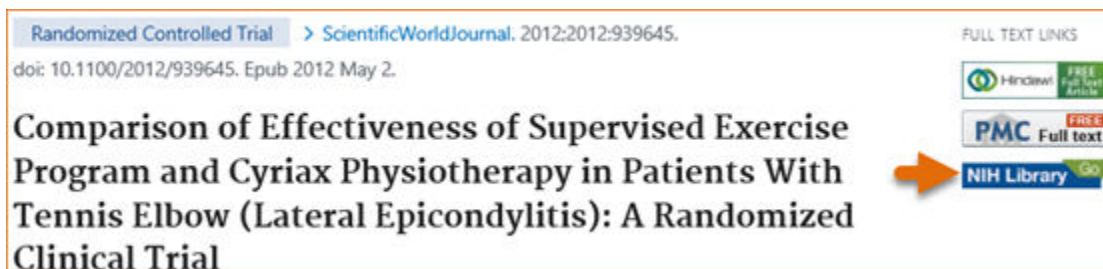 Randomized Controlled Trial > ScientificWorldJournal. 2012;2012:939645.
doi: 10.1100/2012/939645. Epub 2012 May 2.
Comparison of Effectiveness of Supervised Exercise
Program and Cyriax Physiotherapy in Patients With
Tennis Elbow (Lateral Epicondylitis): A Randomized
Clinical Trial
FULL TEXT LINKS
Hindawi FREE Full Text Article
PMC FREE Full text
NIH Library Go